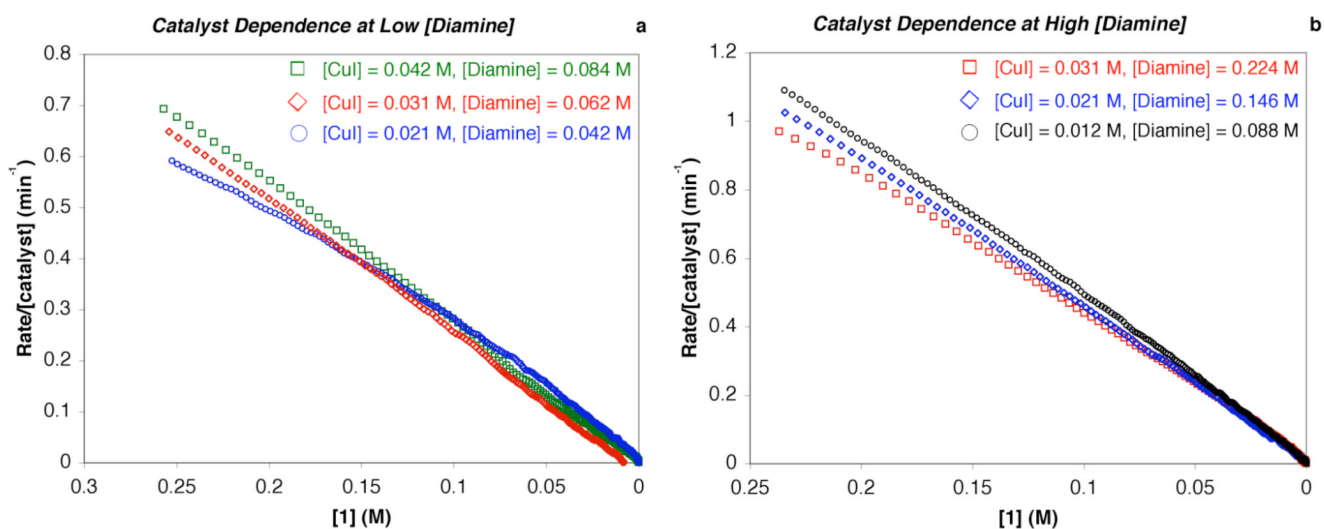 Catalyst Dependence at Low [Diamine]
a
0.8
0.7
0.6
0.5
0.4
0.3
0.2
0.1
0
Rate/[catalyst] (min⁻¹)
[CuI] = 0.042 M, [Diamine] = 0.084 M
[CuI] = 0.031 M, [Diamine] = 0.062 M
[CuI] = 0.021 M, [Diamine] = 0.042 M
0.3 0.25 0.2 0.15 0.1 0.05 0
[1] (M)
Catalyst Dependence at High [Diamine]
b
1.2
1
0.8
0.6
0.4
0.2
0
Rate/[catalyst] (min⁻¹)
[CuI] = 0.031 M, [Diamine] = 0.224 M
[CuI] = 0.021 M, [Diamine] = 0.146 M
[CuI] = 0.012 M, [Diamine] = 0.088 M
0.25 0.2 0.15 0.1 0.05 0
[1] (M)